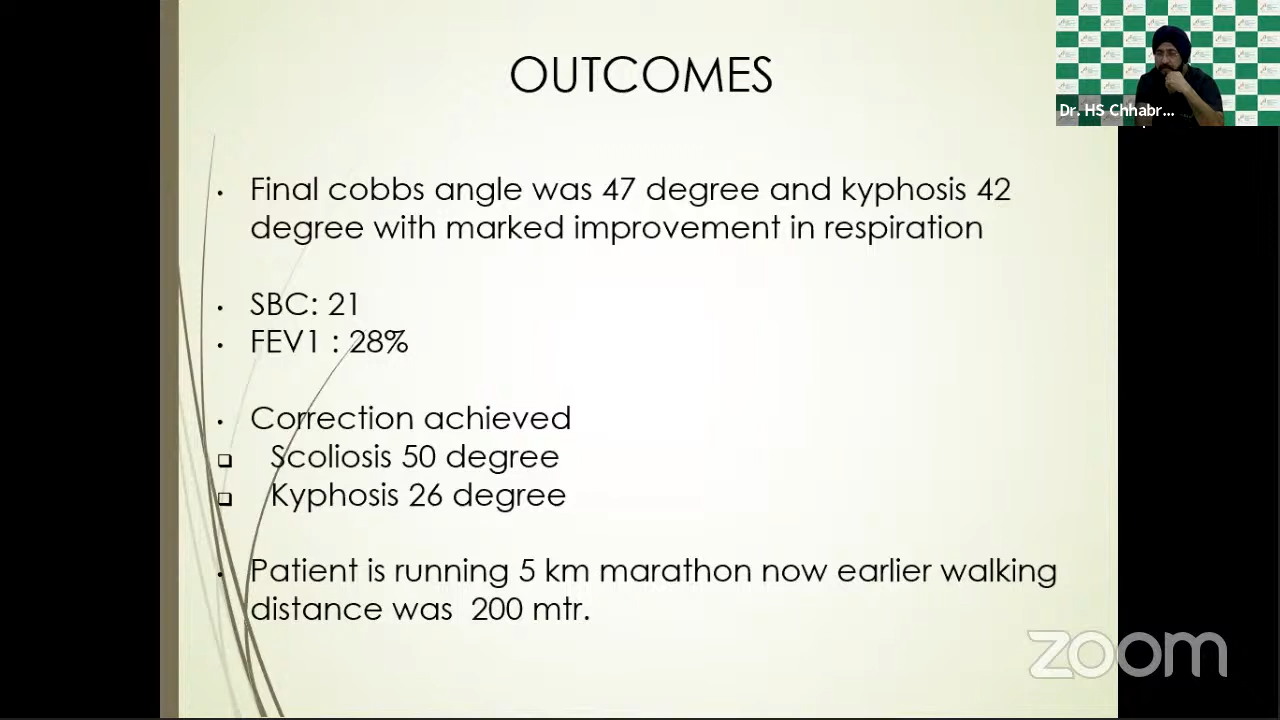 OUTCOMES
Dr. HS Chhabr...
• Final cobbs angle was 47 degree and kyphosis 42
degree with marked improvement in respiration
• SBC: 21
• FEV1 : 28%
• Correction achieved
❑ Scoliosis 50 degree
❑ Kyphosis 26 degree
• Patient is running 5 km marathon now earlier walking
distance was 200 mtr.
zoom